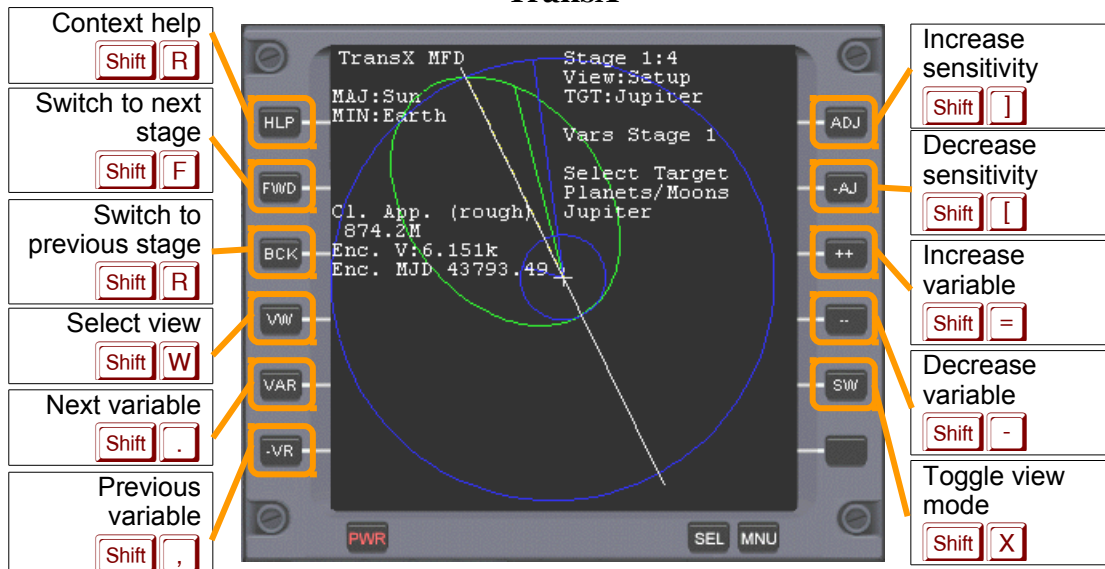 TransX
Context help
Shift R
Switch to next
stage
Shift F
Switch to
previous stage
Shift R
Select view
Shift W
Next variable
Shift .
Previous
variable
Shift ,
HLP
FWD
BCK
VW
VAR
-VR
TransX MFD
MAJ:Sun
MIN:Earth
Cl. App. (rough)
874.2M
Enc. V:6.151k
Enc. MJD 43793.49
Stage 1:4
View:Setup
TGT:Jupiter
Vars Stage 1
Select Target
Planets/Moons
Jupiter
PWR
SEL
MNU
ADJ
-AJ
++
--
SW
Increase
sensitivity
Shift ]
Decrease
sensitivity
Shift [
Increase
variable
Shift =
Decrease
variable
Shift -
Toggle view
mode
Shift X